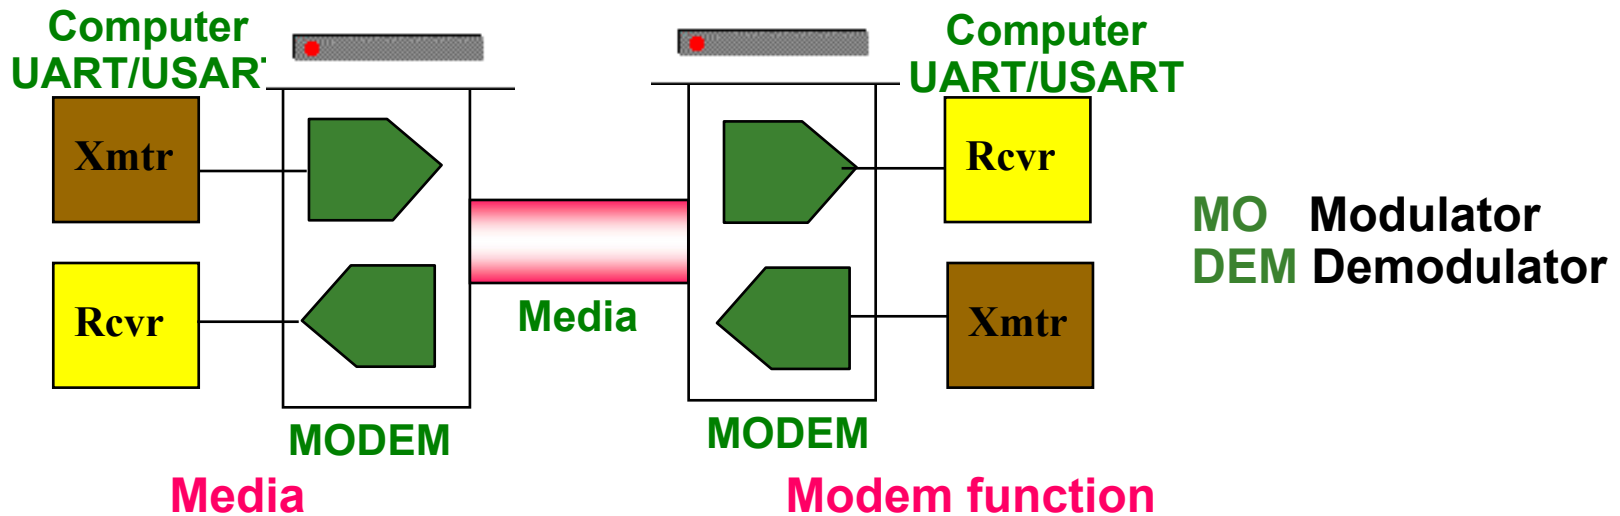 Computer
UART/USART
Computer
UART/USART
Xmtr
Rcvr
Rcvr
Xmtr
Media
MODEM
MODEM
MO Modulator
DEM Demodulator
Media
Modem function